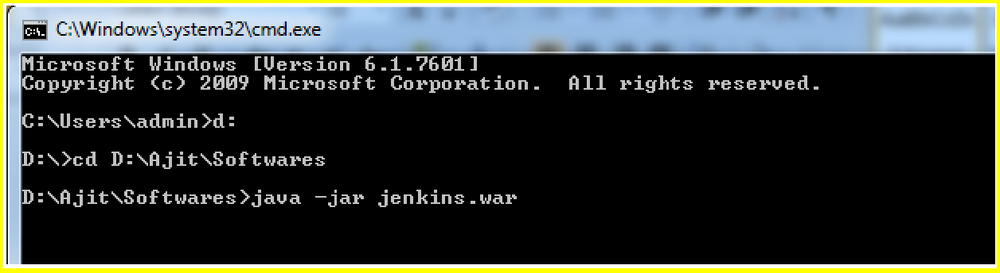 C:\Windows\system32\cmd.exe
Microsoft Windows [Version 6.1.7601]
Copyright (c) 2009 Microsoft Corporation.  All rights reserved.
C:\Users\admin>d:
D:\>cd D:\Ajit\Softwares
D:\Ajit\Softwares>java -jar jenkins.war